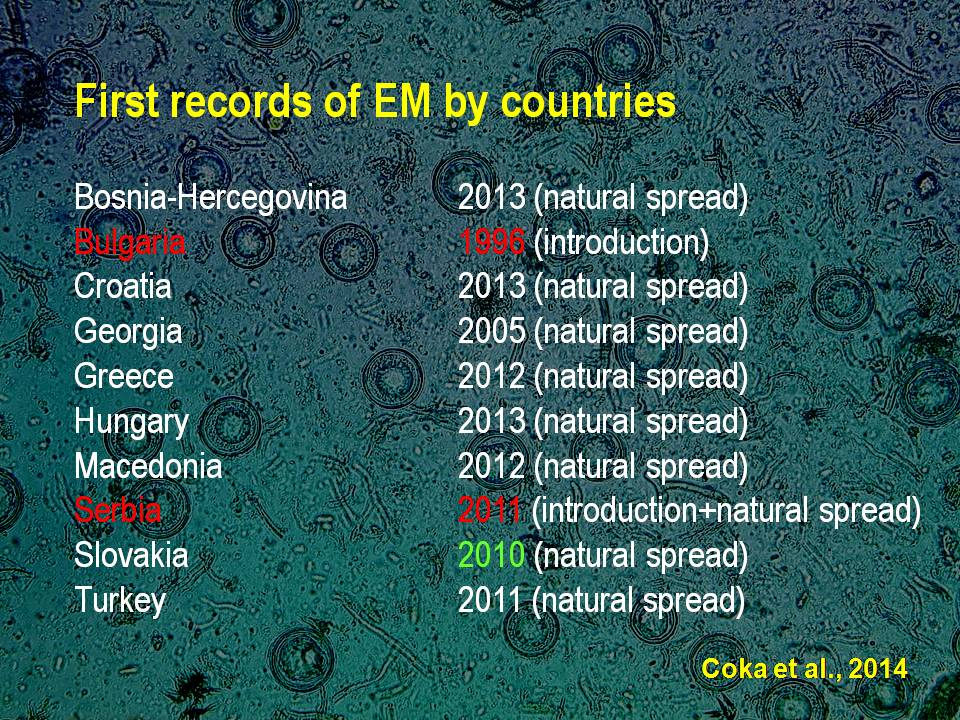 First records of EM by countries
Bosnia-Hercegovina 2013 (natural spread)
Bulgaria 1996 (introduction)
Croatia 2013 (natural spread)
Georgia 2005 (natural spread)
Greece 2012 (natural spread)
Hungary 2013 (natural spread)
Macedonia 2012 (natural spread)
Serbia 2011 (introduction+natural spread)
Slovakia 2010 (natural spread)
Turkey 2011 (natural spread)
Coka et al., 2014